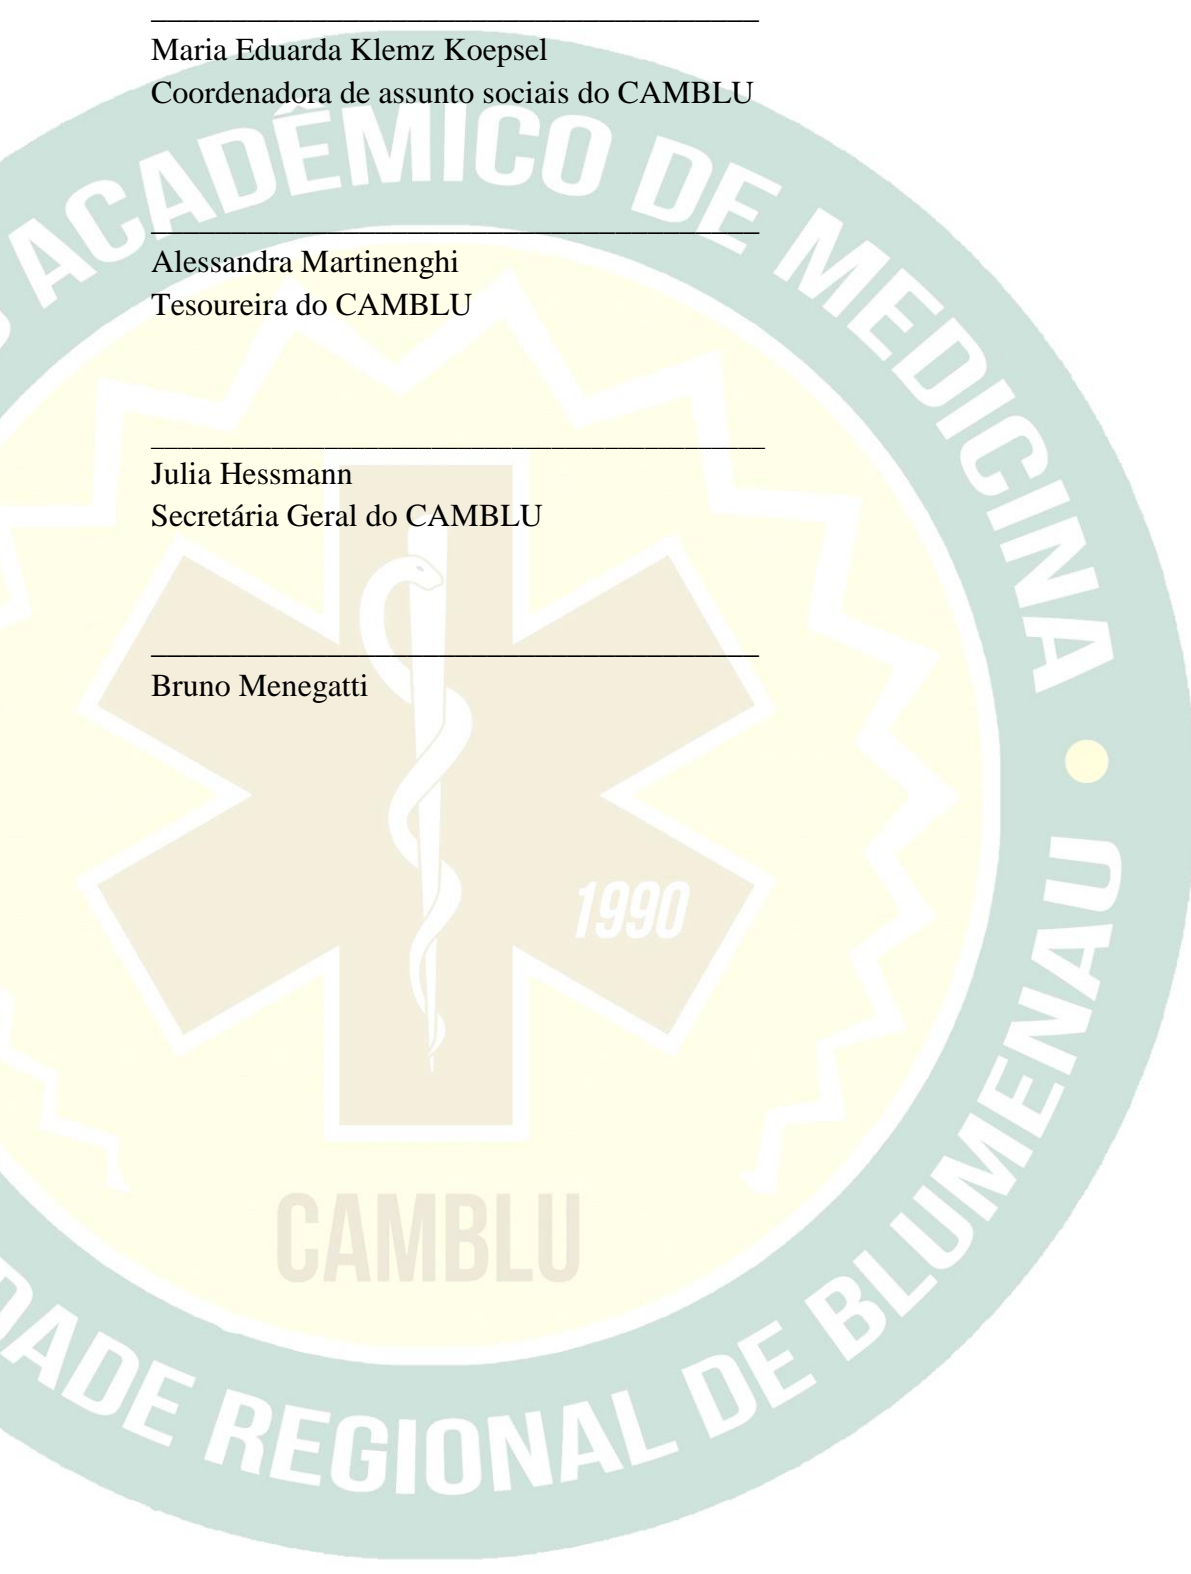 Maria Eduarda Klemz Koepsel
Coordenadora de assunto sociais do CAMBLU
Alessandra Martinenghi
Tesoureira do CAMBLU
Julia Hessmann
Secretária Geral do CAMBLU
Bruno Menegatti
ACADÊMICO DE MEDICINA
1990
CAMBLU
DADE REGIONAL DE BLUMENAU